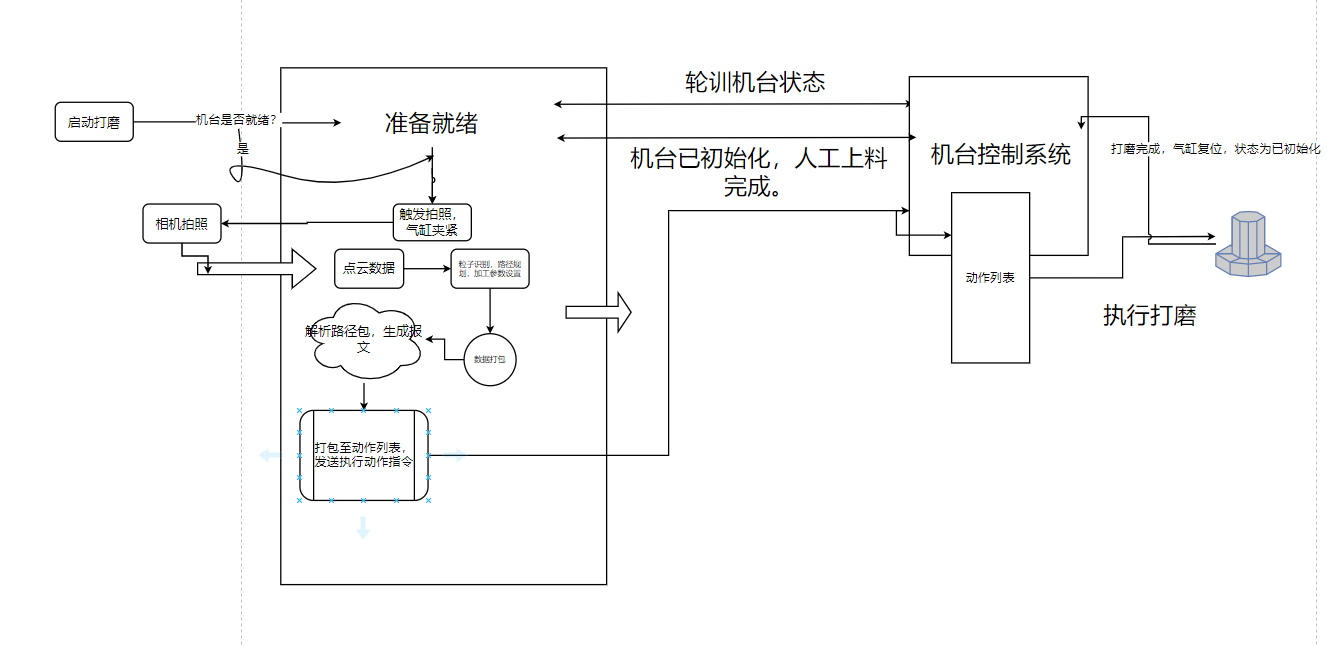 轮训机台状态
启动打磨
机台是否就绪？
准备就绪
是
机台已初始化，人工上料
完成。
机台控制系统
打磨完成，气缸复位，状态为已初始化
相机拍照
触发拍照，
气缸夹紧
点云数据
粒子识别，路径规
划，加工参数设置
动作列表
执行打磨
解析路径包，生成报
文
数据打包
打包至动作列表，
发送执行动作指令